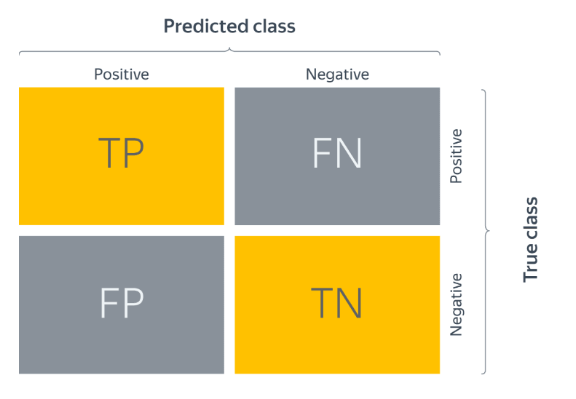 Predicted class
Positive
Negative
TP
FN
Positive
FP
TN
Negative
True class